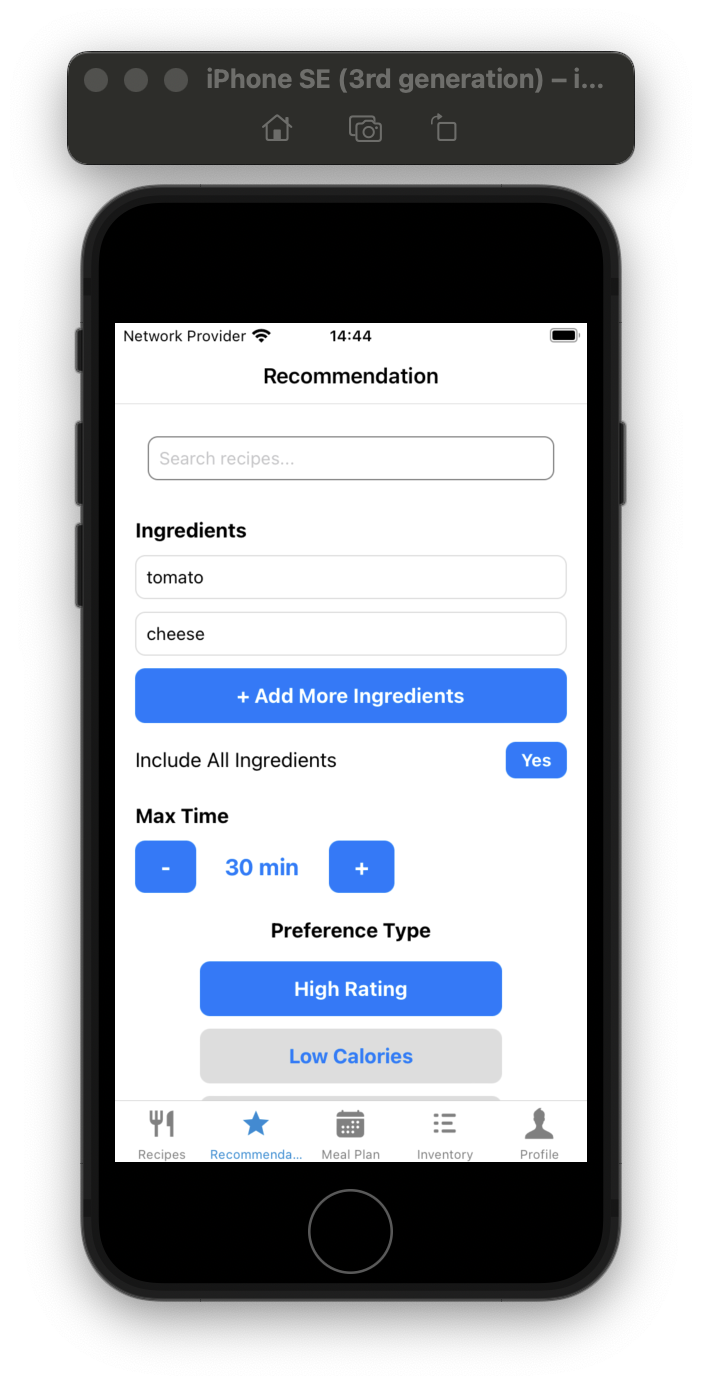 iPhone SE (3rd generation) – i...
Network Provider 14:44
Recommendation
Search recipes...
Ingredients
tomato
cheese
+ Add More Ingredients
Include All Ingredients Yes
Max Time
- 30 min +
Preference Type
High Rating
Low Calories
Recipes Recommenda... Meal Plan Inventory Profile